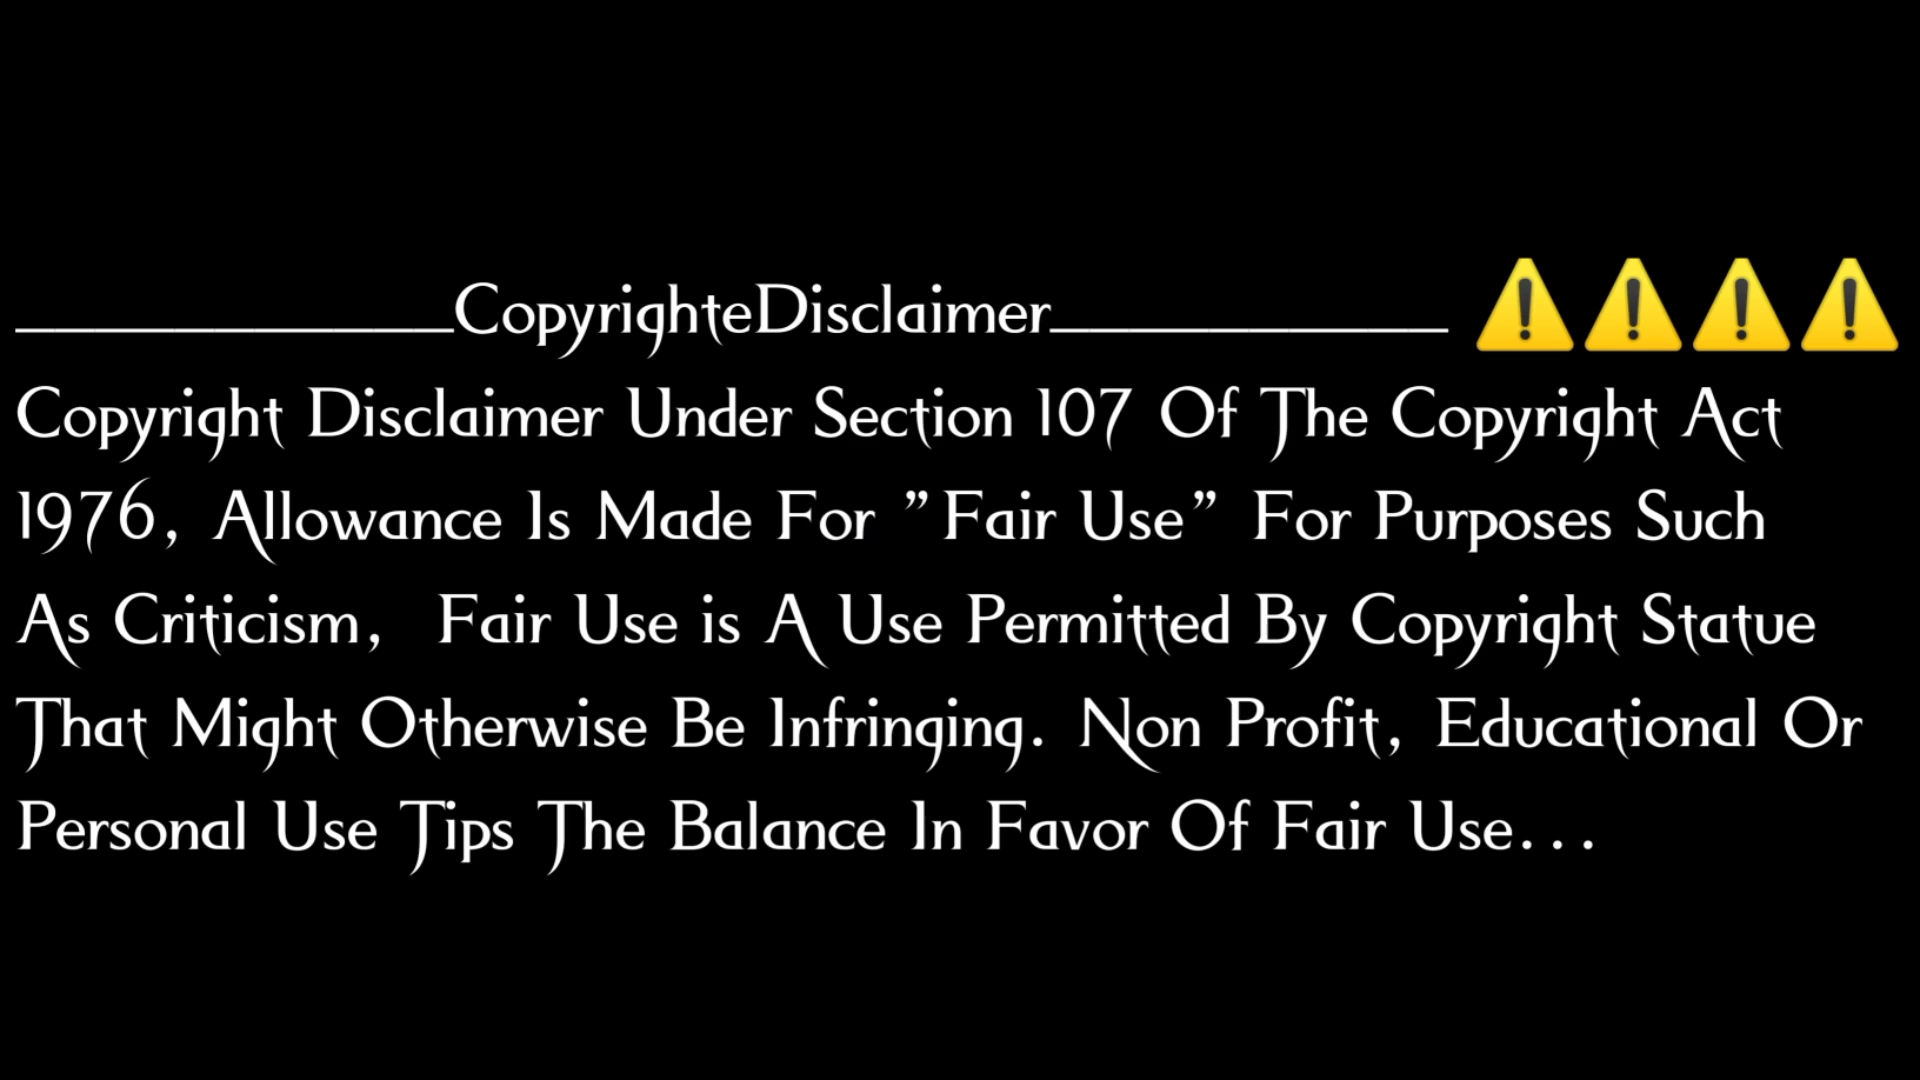 ___________CopyrighteDisclaimer__________ ⚠️⚠️⚠️⚠️
Copyright Disclaimer Under Section 107 Of The Copyright Act
1976, Allowance Is Made For "Fair Use" For Purposes Such
As Criticism,  Fair Use is A Use Permitted By Copyright Statue
That Might Otherwise Be Infringing. Non Profit, Educational Or
Personal Use Tips The Balance In Favor Of Fair Use...